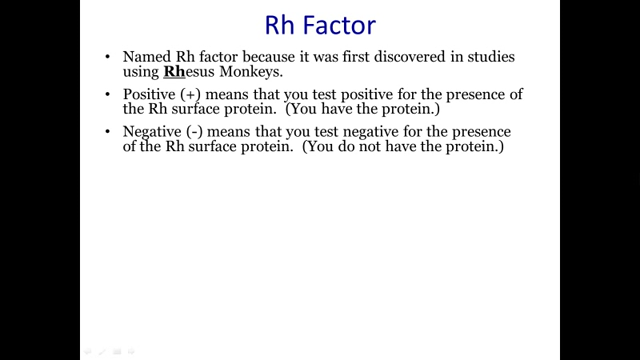 Rh Factor
• Named Rh factor because it was first discovered in studies
using Rhesus Monkeys.
• Positive (+) means that you test positive for the presence of
the Rh surface protein. (You have the protein.)
• Negative (-) means that you test negative for the presence
of the Rh surface protein. (You do not have the protein.)